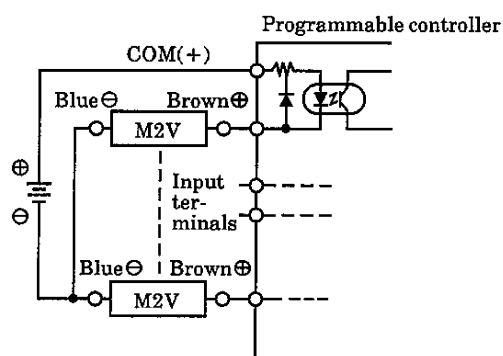 Programmable controller
COM(+)
Blue⊖ Brown⊕
M2V
⊕
⊖
Input
ter-
minals
Blue⊖ Brown⊕
M2V